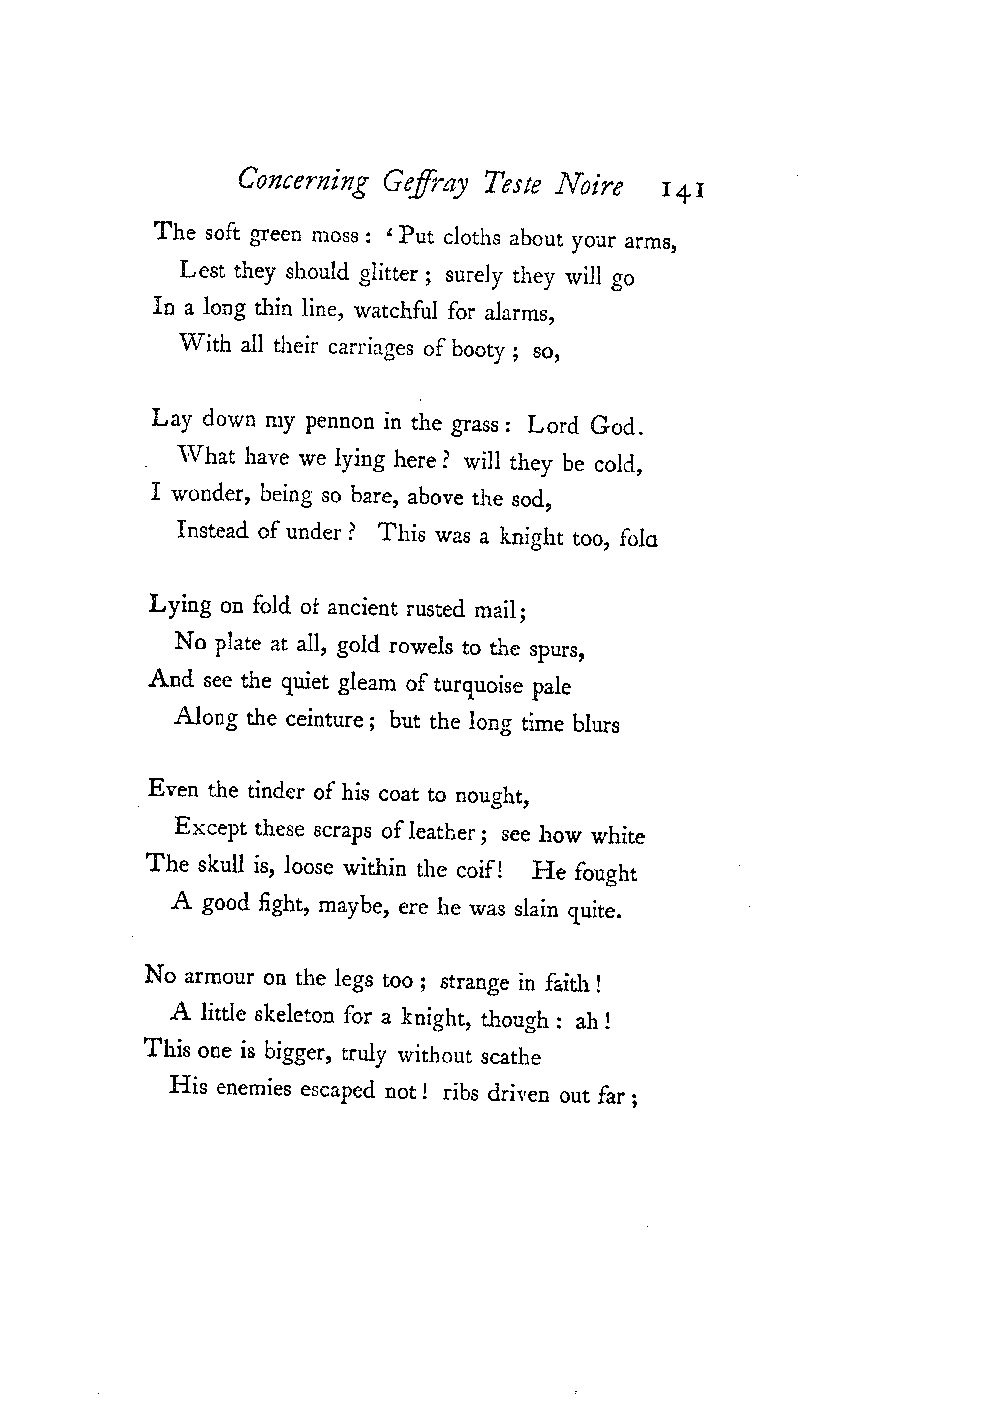 Concerning Geffray Teste Noire 141
The soft green moss : ‘ Put cloths about your arms,
Lest they should glitter ; surely they will go
In a long thin line, watchful for alarms,
With all their carriages of booty ; so,
Lay down my pennon in the grass : Lord God.
What have we lying here ? will they be cold,
I wonder, being so bare, above the sod,
Instead of under ? This was a knight too, fold
Lying on fold of ancient rusted mail ;
No plate at all, gold rowels to the spurs,
And see the quiet gleam of turquoise pale
Along the ceinture ; but the long time blurs
Even the tinder of his coat to nought,
Except these scraps of leather ; see how white
The skull is, loose within the coif ! He fought
A good fight, maybe, ere he was slain quite.
No armour on the legs too ; strange in faith !
A little skeleton for a knight, though : ah !
This one is bigger, truly without scathe
His enemies escaped not ! ribs driven out far ;